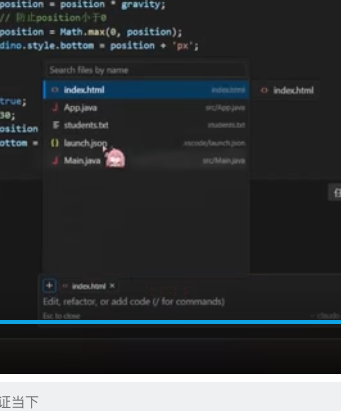 position = position * gravity;
// 防止position小于0
position = Math.max(0, position);
dino.style.bottom = position + 'px';
Search files by name
index.html index.html
index.html
true;
App.java src/App.java
30;
students.txt students.txt
position
launch.json .vscode/launch.json
ottom =
Main.java src/Main.java
index.html ×
Edit, refactor, or add code (/ for commands)
Esc to close
证当下